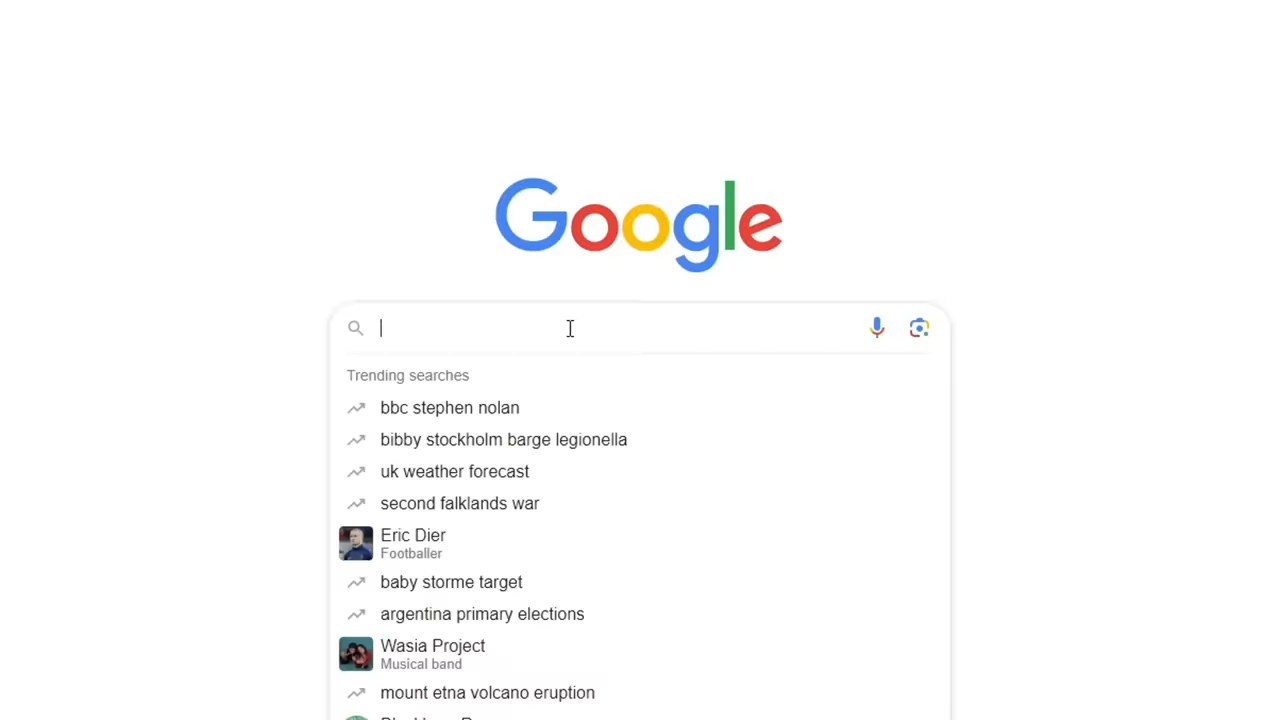 Google
Trending searches
bbc stephen nolan
bibby stockholm barge legionella
uk weather forecast
second falklands war
Eric Dier
Footballer
baby storme target
argentina primary elections
Wasia Project
Musical band
mount etna volcano eruption